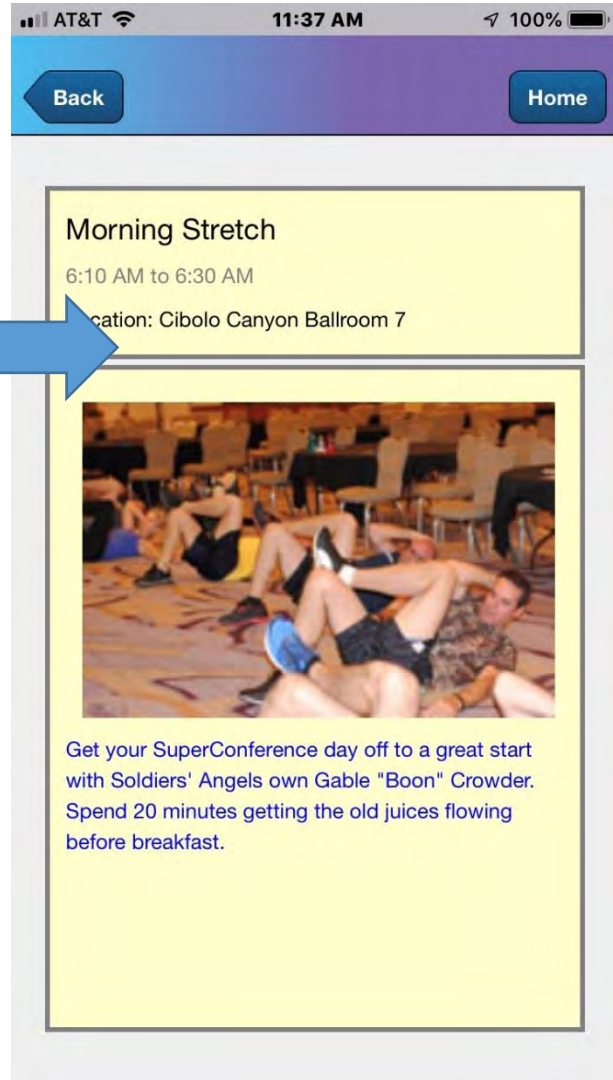 AT&T 11:37 AM 100%
Back Home
Morning Stretch
6:10 AM to 6:30 AM
cation: Cibolo Canyon Ballroom 7
Get your SuperConference day off to a great start
with Soldiers' Angels own Gable "Boon" Crowder.
Spend 20 minutes getting the old juices flowing
before breakfast.